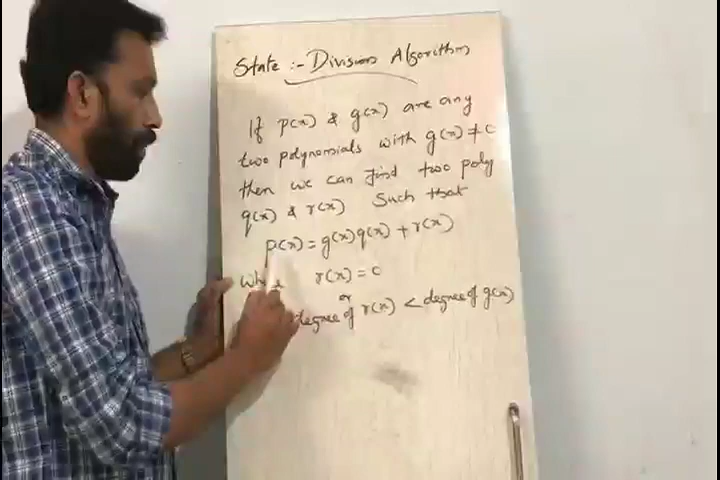 State :- Division Algorithm
If p(x) & g(x) are any
two polynomials with g(x) ≠ 0
then we can find two poly
q(x) & r(x) Such that
p(x) = g(x) q(x) + r(x)
r(x) = 0
or
degree of r(x) < degree of g(x)